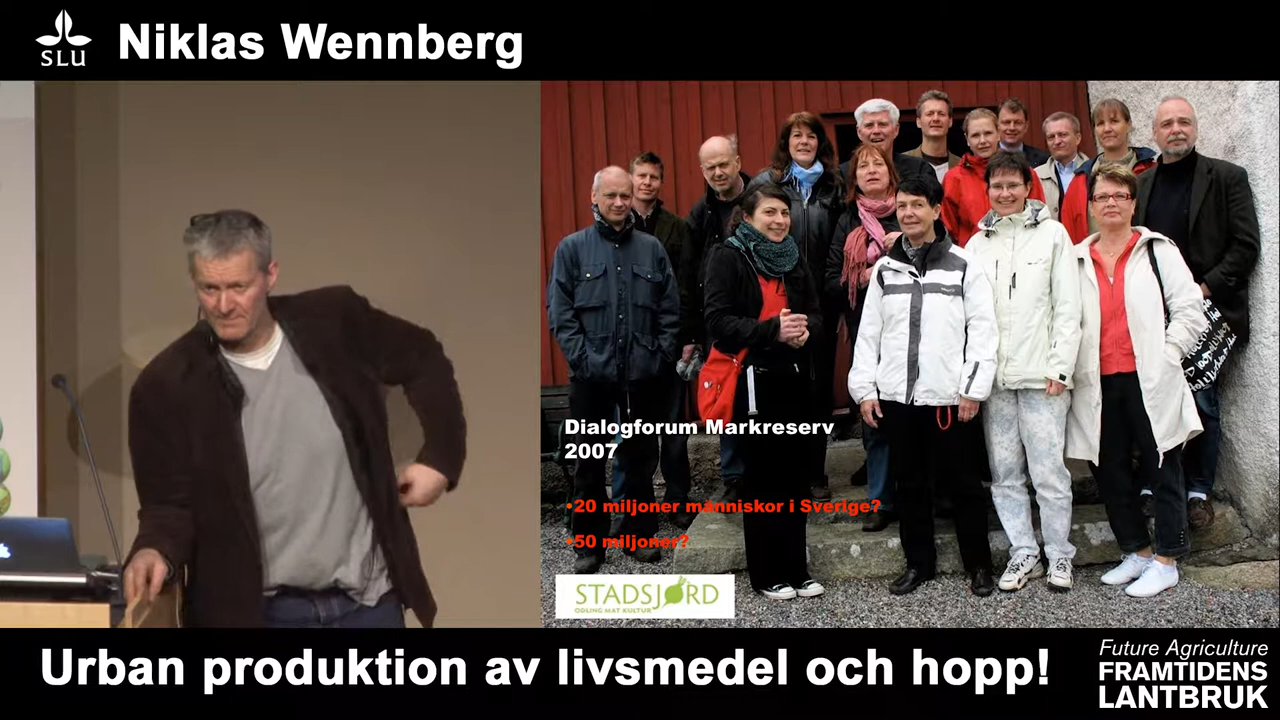 SLU
Niklas Wennberg
Dialogforum Markreserv
2007
•20 miljoner människor i Sverige?
•50 miljoner?
STADSJORD
ODLING MAT KULTUR
Urban produktion av livsmedel och hopp!
Future Agriculture
FRAMTIDENS
LANTBRUK